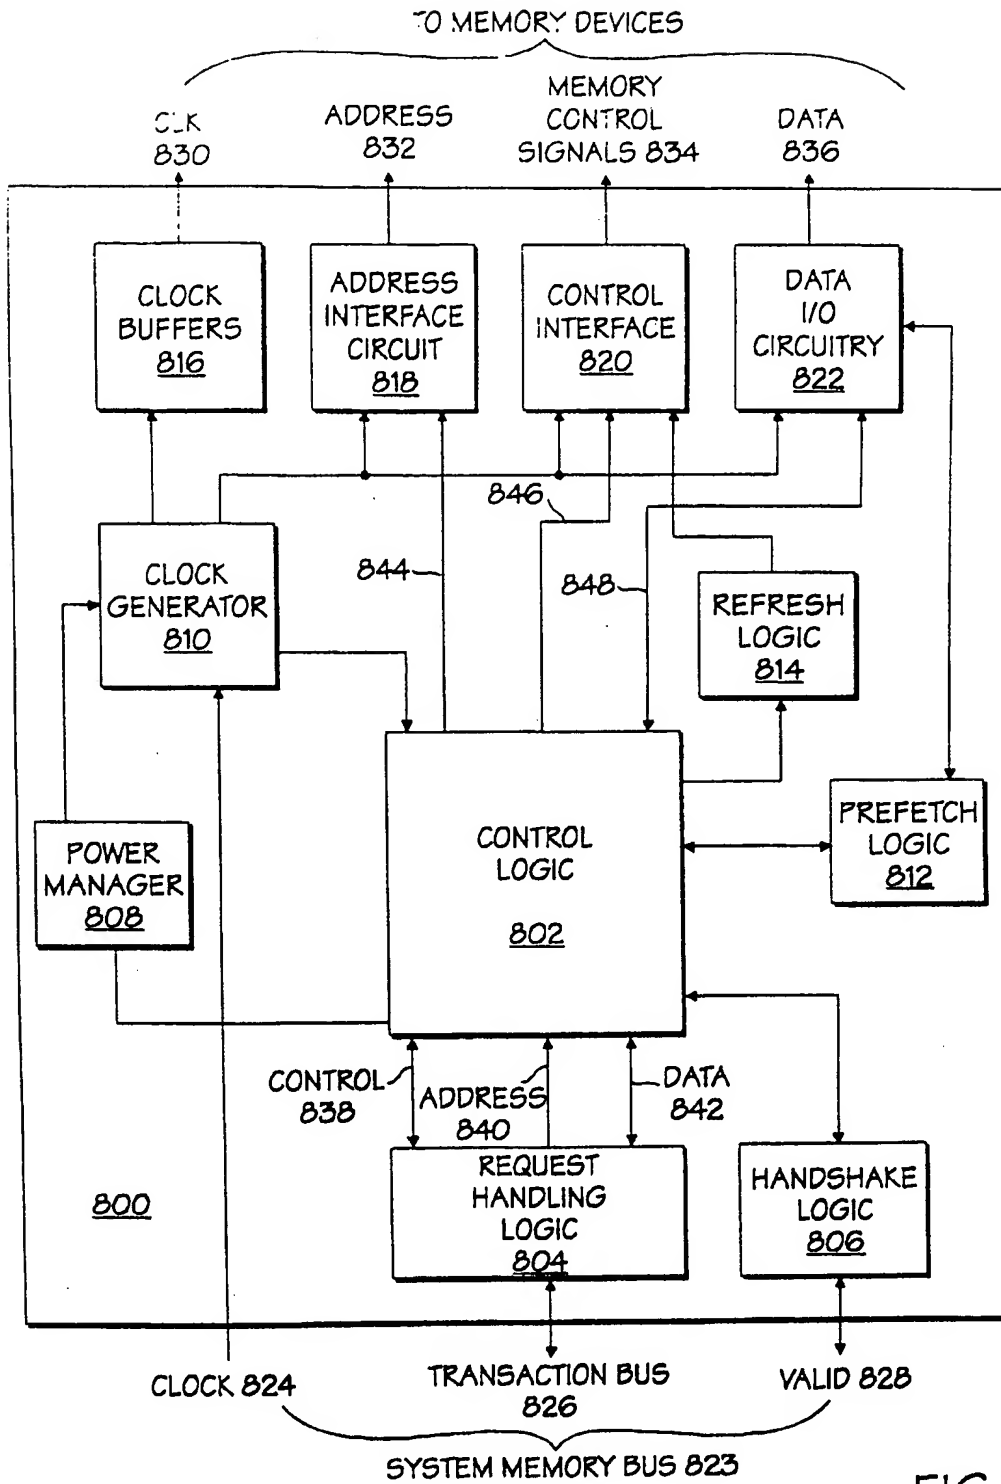 TO MEMORY DEVICES
CLK
830
ADDRESS
832
MEMORY
CONTROL
SIGNALS 834
DATA
836
CLOCK
BUFFERS
816
ADDRESS
INTERFACE
CIRCUIT
818
CONTROL
INTERFACE
820
DATA
I/O
CIRCUITRY
822
846
844
848
CLOCK
GENERATOR
810
REFRESH
LOGIC
814
POWER
MANAGER
808
CONTROL
LOGIC
802
PREFETCH
LOGIC
812
CONTROL
838
ADDRESS
840
DATA
842
800
REQUEST
HANDLING
LOGIC
804
HANDSHAKE
LOGIC
806
CLOCK 824
TRANSACTION BUS
826
VALID 828
SYSTEM MEMORY BUS 823
FIG